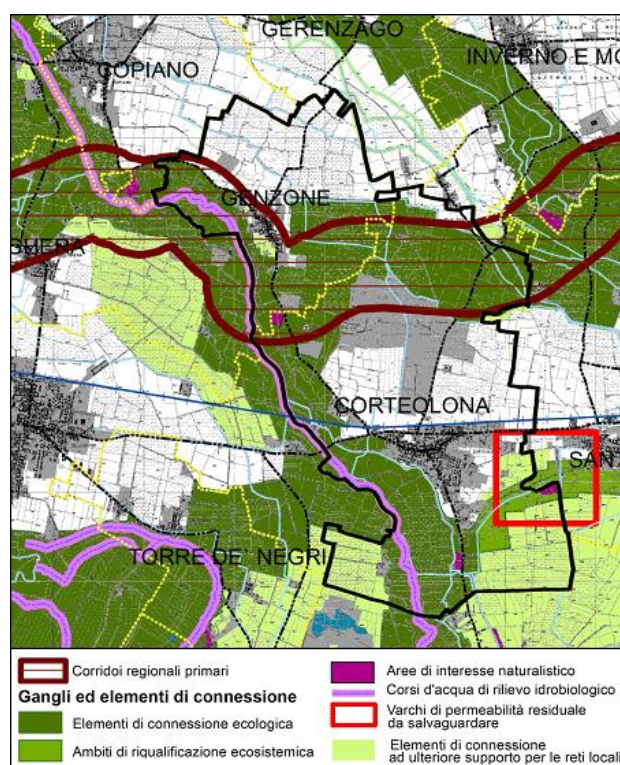 GERENZAGO
COPIANO
INVERNO E MO
GENZONE
GHERA
CORTEOLONA
SAN
TORRE DE' NEGRI
Corridoi regionali primari
Gangli ed elementi di connessione
Elementi di connessione ecologica
Ambiti di riqualificazione ecosistemica
Aree di interesse naturalistico
Corsi d'acqua di rilievo idrobiologico
Varchi di permeabilità residuale
da salvaguardare
Elementi di connessione
ad ulteriore supporto per le reti locali